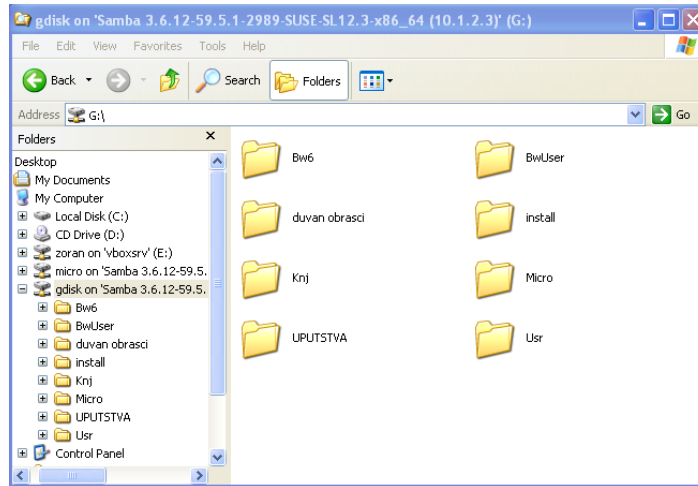 gdisk on 'Samba 3.6.12-59.5.1-2989-SUSE-SL12.3-x86_64 (10.1.2.3)' (G:)
File Edit View Favorites Tools Help
Back Search Folders
Address G:\ Go
Folders
Desktop
My Documents
My Computer
Local Disk (C:)
CD Drive (D:)
zoran on 'vboxsrv' (E:)
micro on 'Samba 3.6.12-59.5.
gdisk on 'Samba 3.6.12-59.5.
Bw6
BwUser
duvan obrasci
install
Knj
Micro
UPUTSTVA
Usr
Control Panel
Bw6 BwUser
duvan obrasci install
Knj Micro
UPUTSTVA Usr